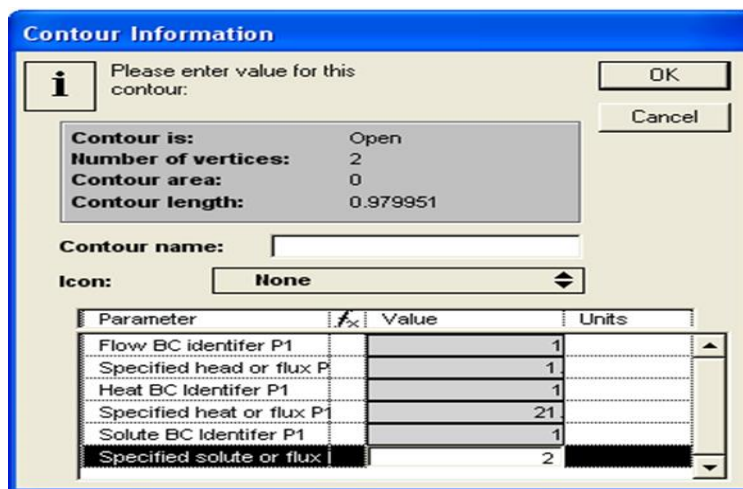 Contour Information
i
Please enter value for this
contour:
OK
Cancel
Contour is: Open
Number of vertices: 2
Contour area: 0
Contour length: 0.979951
Contour name:
Icon: None
Parameter fx Value Units
Flow BC identifer P1 1
Specified head or flux P 1.
Heat BC Identifer P1 1
Specified heat or flux P1 21.
Solute BC Identifer P1 1
Specified solute or flux 2